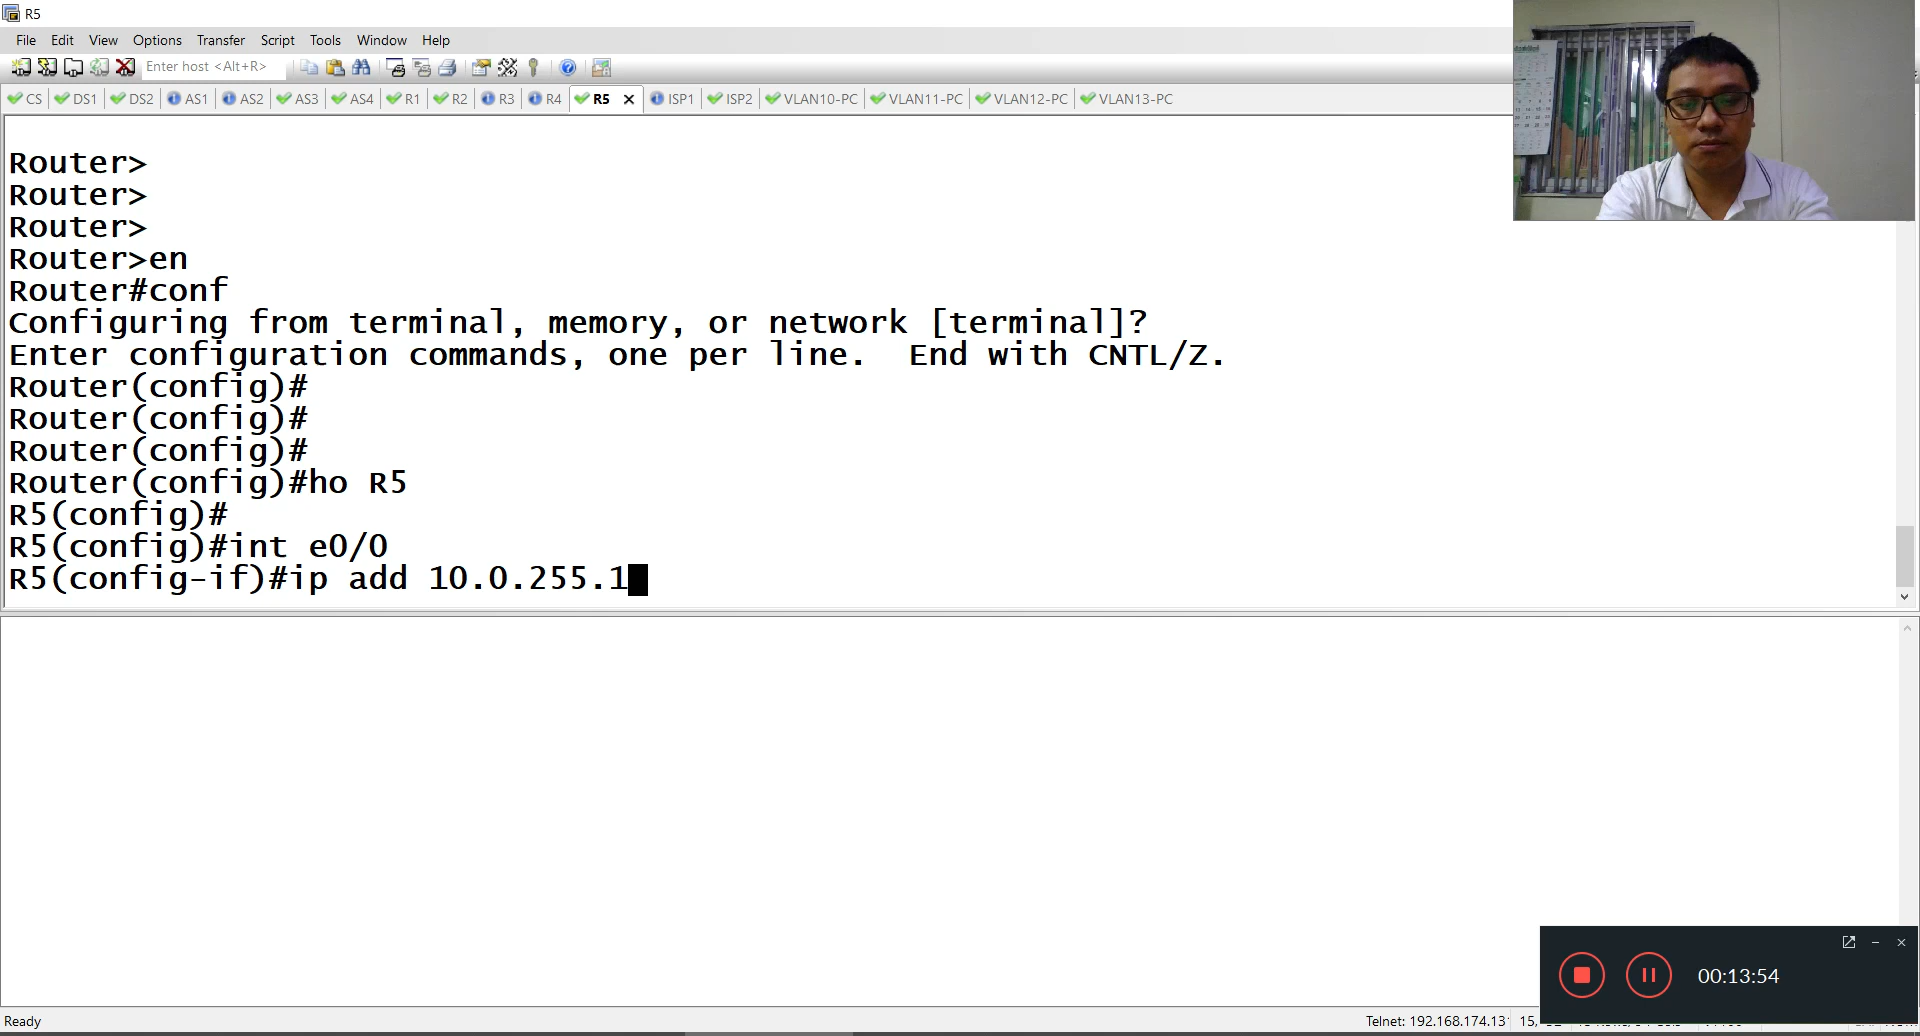 R5
File Edit View Options Transfer Script Tools Window Help
Enter host <Alt+R>
CS DS1 DS2 AS1 AS2 AS3 AS4 R1 R2 R3 R4 R5 ISP1 ISP2 VLAN10-PC VLAN11-PC VLAN12-PC VLAN13-PC
Router>
Router>
Router>
Router>en
Router#conf
Configuring from terminal, memory, or network [terminal]?
Enter configuration commands, one per line.  End with CNTL/Z.
Router(config)#
Router(config)#
Router(config)#
Router(config)#ho R5
R5(config)#
R5(config)#int e0/0
R5(config-if)#ip add 10.0.255.1
00:13:54
Ready Telnet: 192.168.174.13 15,